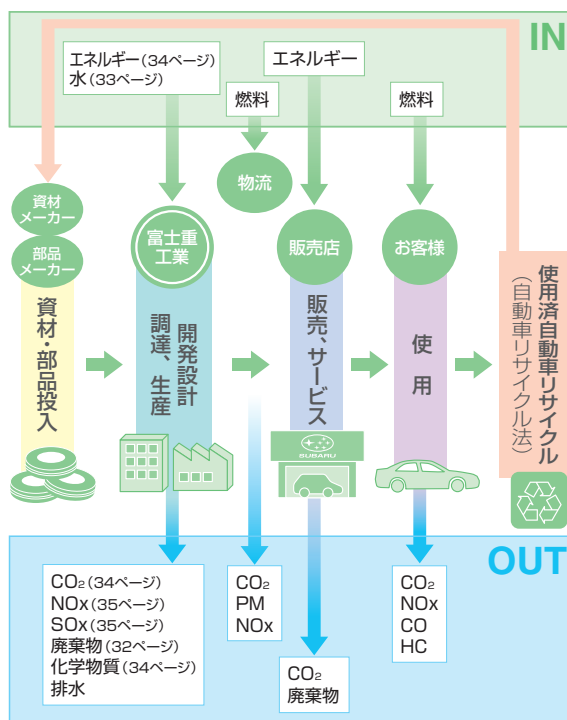 IN
エネルギー(34ページ)
水(33ページ)
燃料
エネルギー
燃料
物流
資材
メーカー
部品
メーカー
富士重
工業
販売店
お客様
資材・部品投入
開発設計
調達、生産
販売、サービス
使用
使用済自動車リサイクル
(自動車リサイクル法)
SUBARU
OUT
CO2(34ページ)
NOx(35ページ)
SOx(35ページ)
廃棄物(32ページ)
化学物質(34ページ)
排水
CO2
PM
NOx
CO2
廃棄物
CO2
NOx
CO
HC